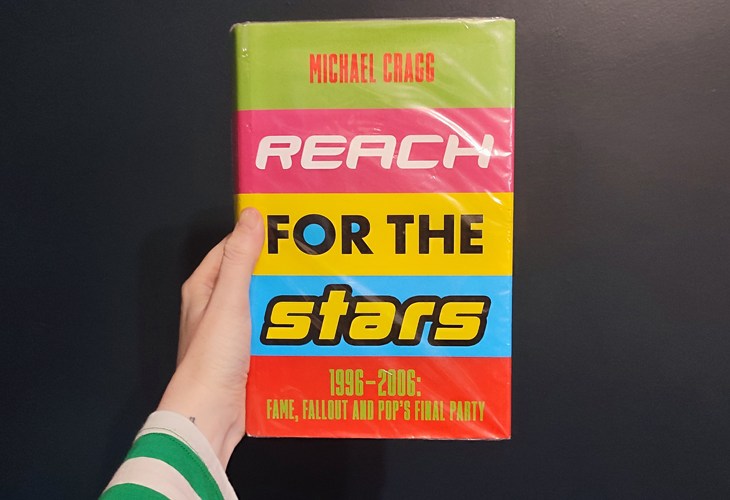 MICHAEL CRAGG
REACH
FOR THE
stars
1996–2006:
FAME, FALLOUT AND POP'S FINAL PARTY